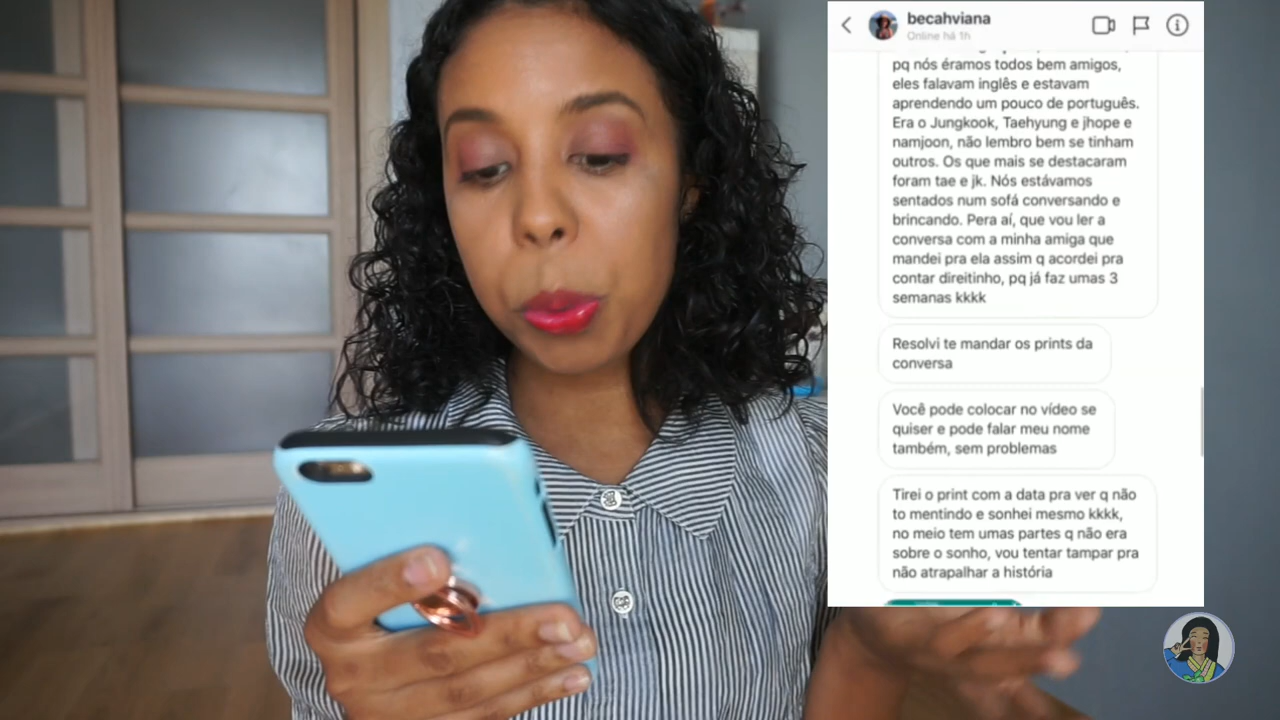 becahviana
Online há 1h
pq nós éramos todos bem amigos,
eles falavam inglês e estavam
aprendendo um pouco de português.
Era o Jungkook, Taehyung e jhope e
namjoon, não lembro bem se tinham
outros. Os que mais se destacaram
foram tae e jk. Nós estávamos
sentados num sofá conversando e
brincando. Pera aí, que vou ler a
conversa com a minha amiga que
mandei pra ela assim q acordei pra
contar direitinho, pq já faz umas 3
semanas kkkk
Resolvi te mandar os prints da
conversa
Você pode colocar no vídeo se
quiser e pode falar meu nome
também, sem problemas
Tirei o print com a data pra ver q não
to mentindo e sonhei mesmo kkkk,
no meio tem umas partes q não era
sobre o sonho, vou tentar tampar pra
não atrapalhar a história